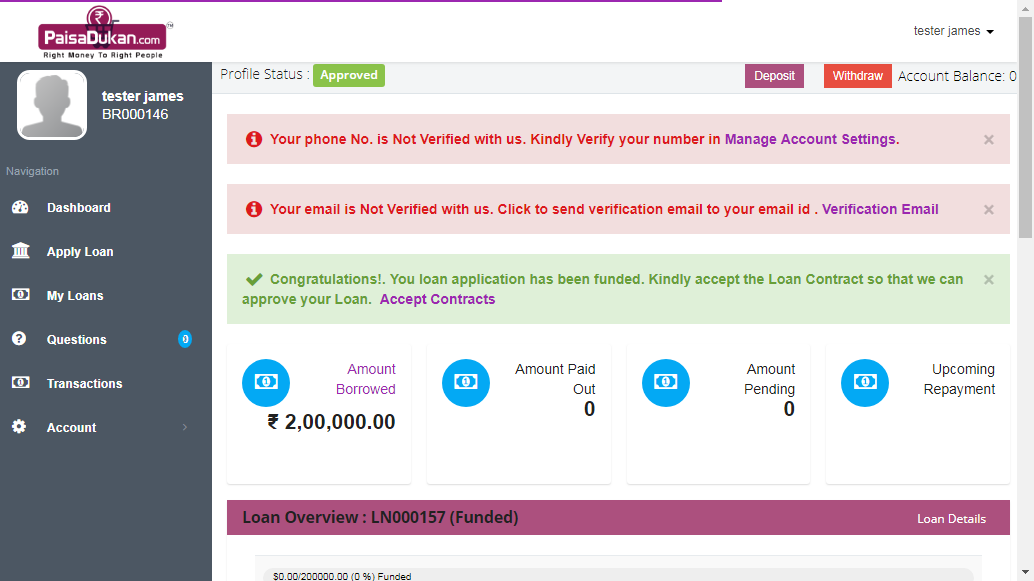 PaisaDukan.com TM
Right Money To Right People
tester james
tester james
BR000146
Navigation
Dashboard
Apply Loan
My Loans
Questions 0
Transactions
Account
Profile Status : Approved
Deposit Withdraw Account Balance: 0
Your phone No. is Not Verified with us. Kindly Verify your number in Manage Account Settings. ×
Your email is Not Verified with us. Click to send verification email to your email id . Verification Email ×
Congratulations!. You loan application has been funded. Kindly accept the Loan Contract so that we can ×
approve your Loan. Accept Contracts
Amount
Borrowed
₹ 2,00,000.00
Amount Paid
Out
0
Amount
Pending
0
Upcoming
Repayment
Loan Overview : LN000157 (Funded)
Loan Details
$0.00/200000.00 (0 %) Funded